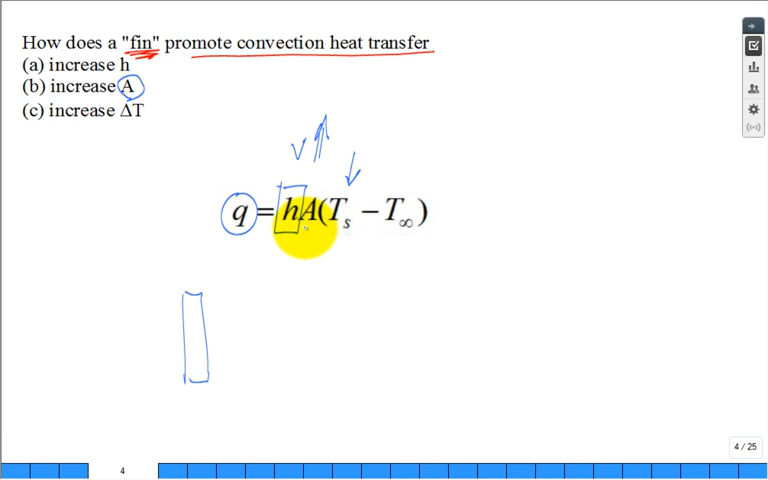 How does a "fin" promote convection heat transfer
(a) increase h
(b) increase A
(c) increase ΔT
V
q = hA(Tₛ − T∞)
4 / 25
4